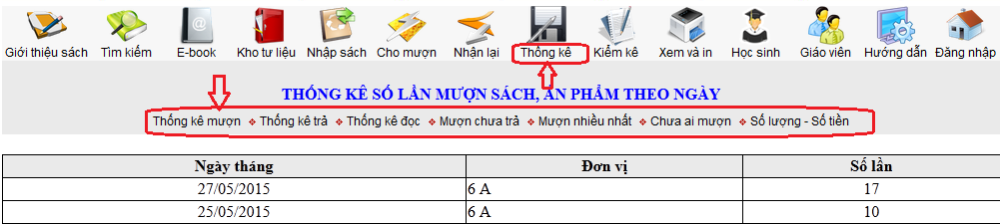 Giới thiệu sách Tìm kiếm E-book Kho tư liệu Nhập sách Cho mượn Nhận lại Thống kê Kiểm kê Xem và in Học sinh Giáo viên Hướng dẫn Đăng nhập
THỐNG KÊ SỐ LẦN MƯỢN SÁCH, ẤN PHẨM THEO NGÀY
Thống kê mượn Thống kê trả Thống kê đọc Mượn chưa trả Mượn nhiều nhất Chưa ai mượn Số lượng - Số tiền
Ngày tháng Đơn vị Số lần
27/05/2015 6 A 17
25/05/2015 6 A 10